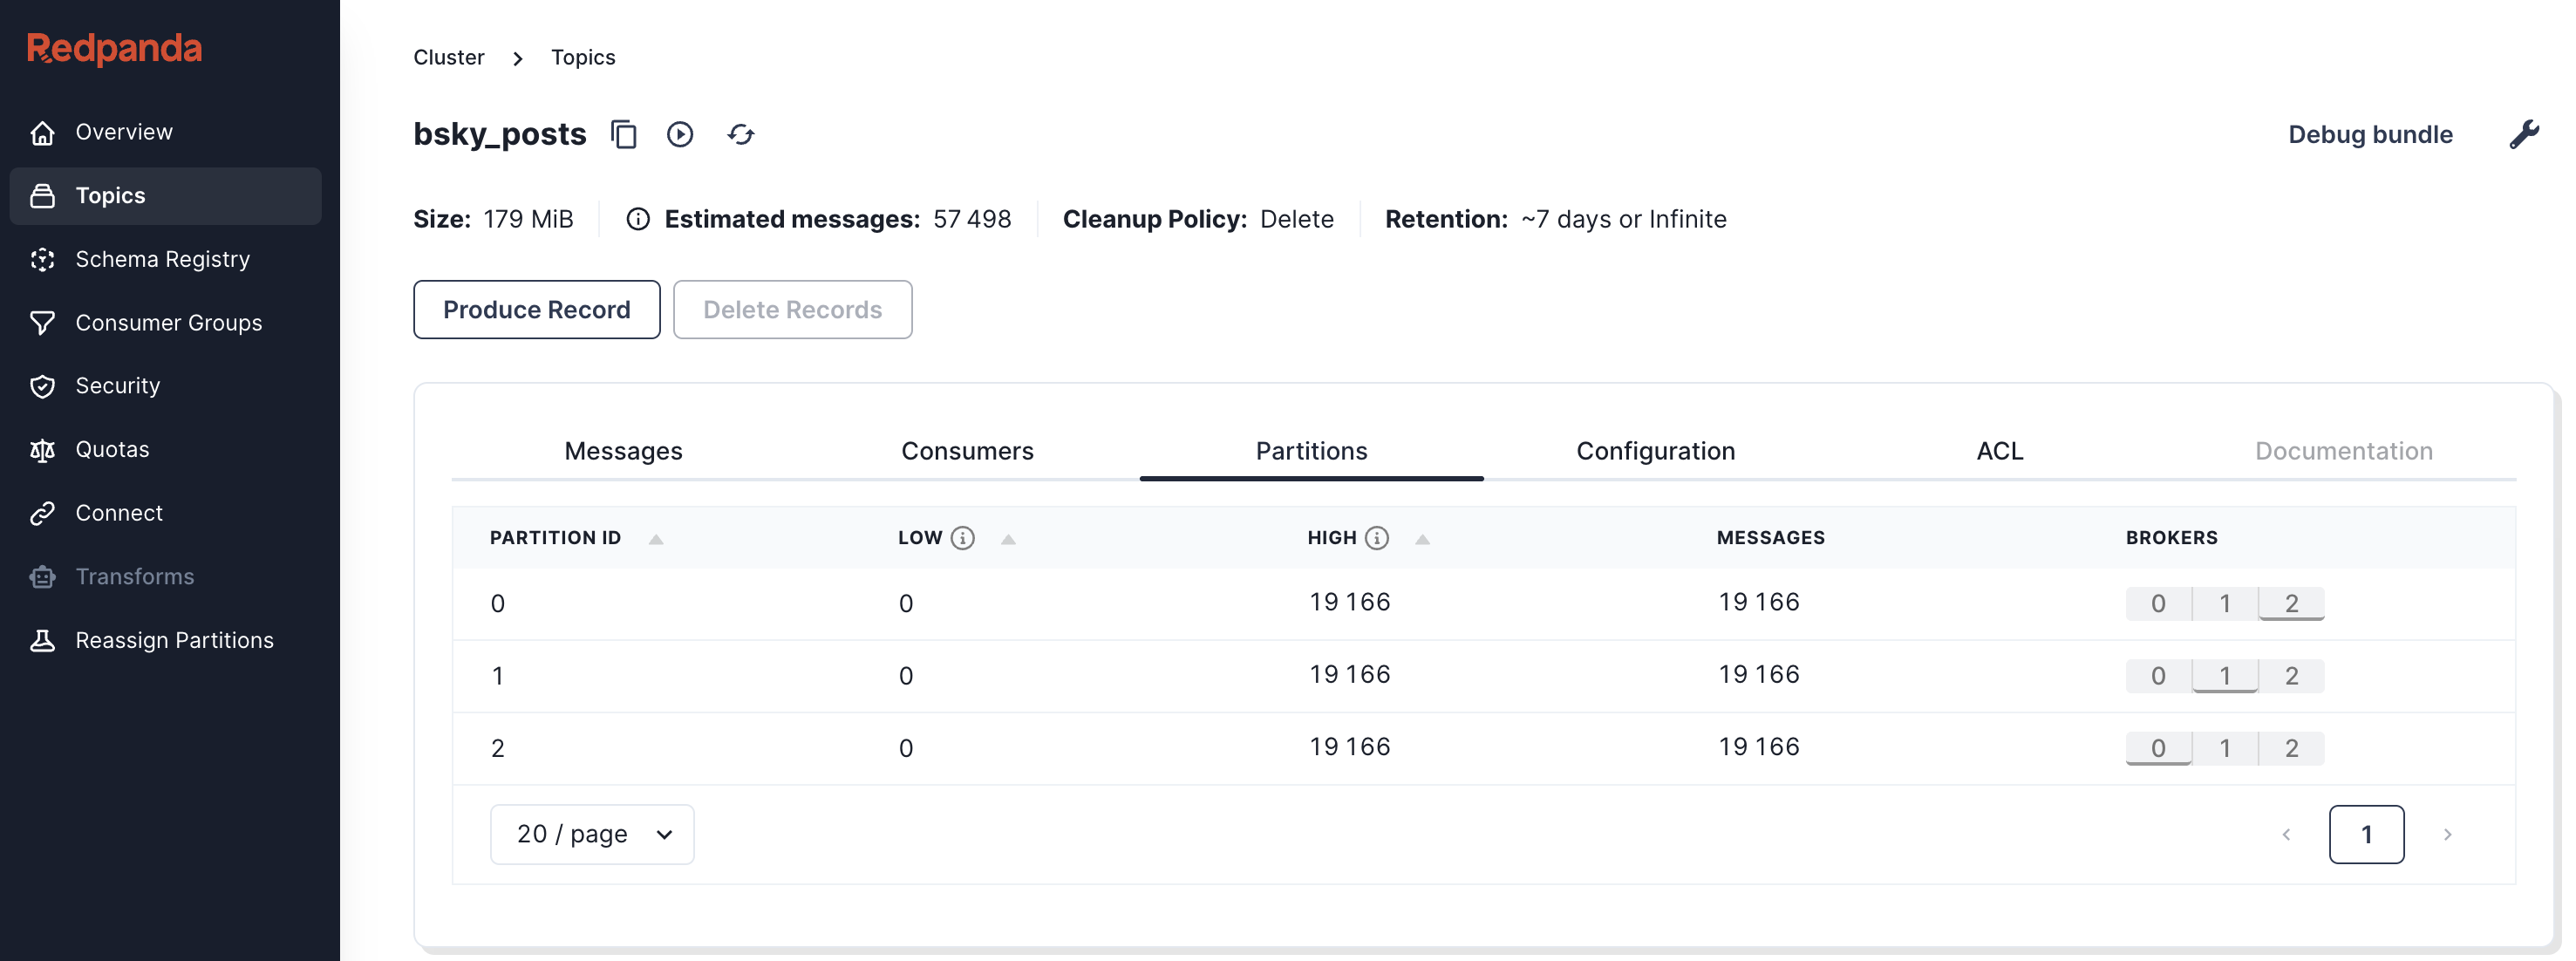 Redpanda
Overview
Topics
Schema Registry
Consumer Groups
Security
Quotas
Connect
Transforms
Reassign Partitions
Cluster > Topics
bsky_posts
Debug bundle
Size: 179 MiB Estimated messages: 57 498 Cleanup Policy: Delete Retention: ~7 days or Infinite
Produce Record Delete Records
Messages Consumers Partitions Configuration ACL Documentation
PARTITION ID LOW HIGH MESSAGES BROKERS
0 0 19 166 19 166 0 1 2
1 0 19 166 19 166 0 1 2
2 0 19 166 19 166 0 1 2
20 / page 1